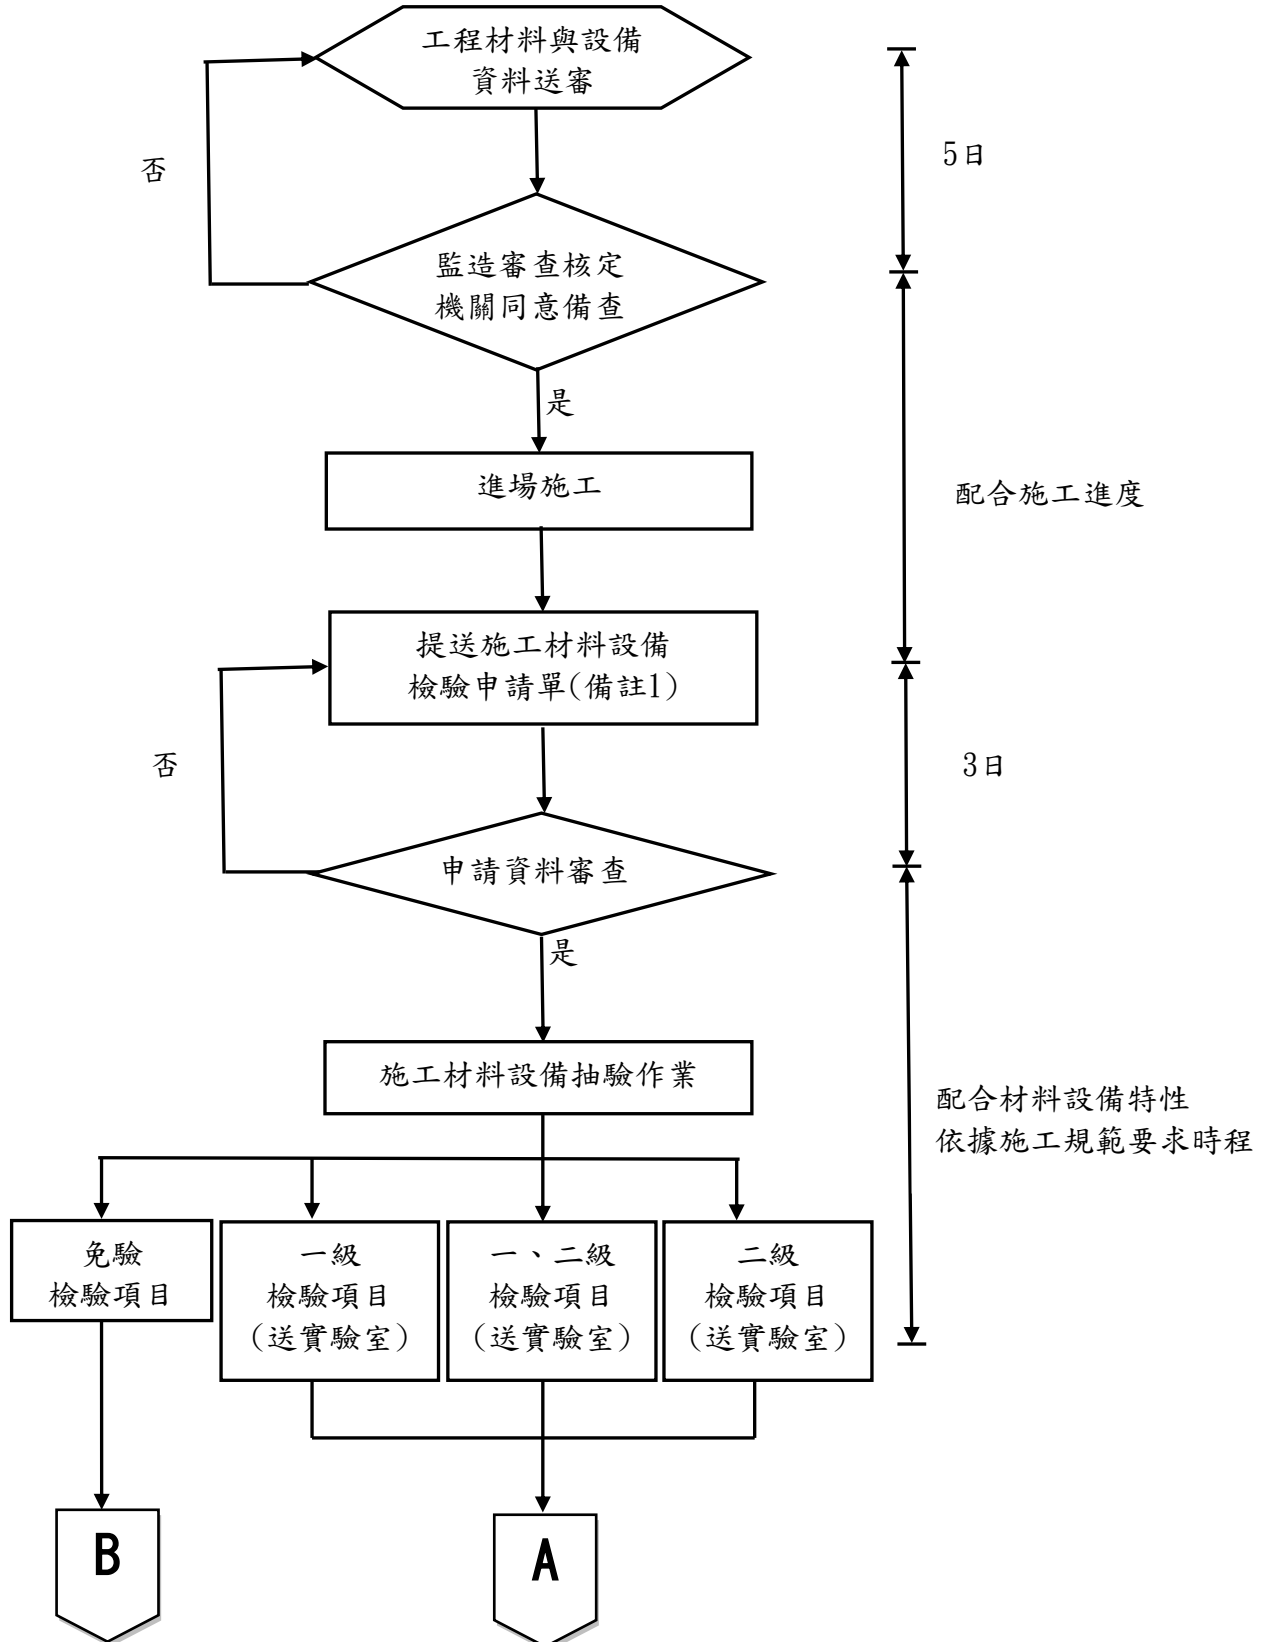 工程材料與設備
資料送審
否
5日
監造審查核定
機關同意備查
是
進場施工
配合施工進度
提送施工材料設備
檢驗申請單(備註1)
否
3日
申請資料審查
是
施工材料設備抽驗作業
配合材料設備特性
依據施工規範要求時程
免驗
檢驗項目
一級
檢驗項目
(送實驗室)
一、二級
檢驗項目
(送實驗室)
二級
檢驗項目
(送實驗室)
B
A